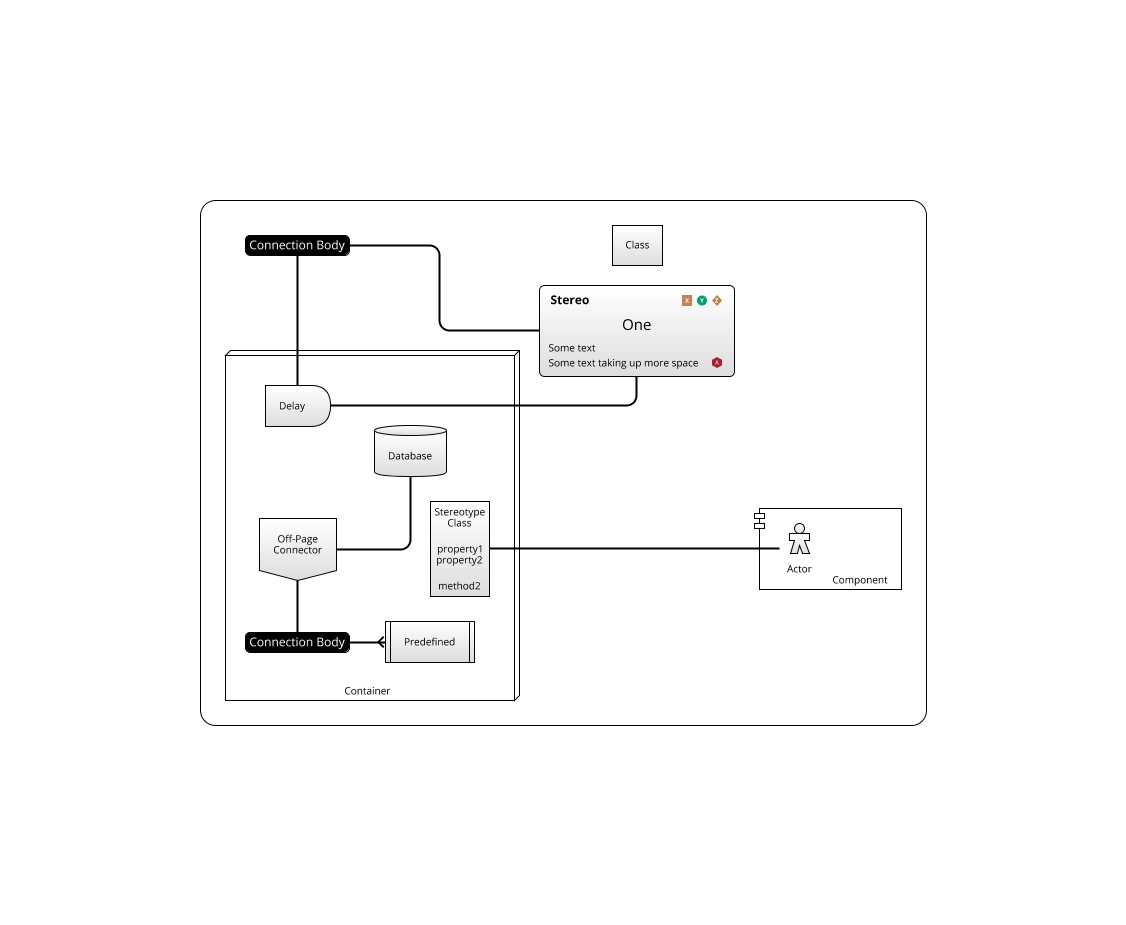 Connection Body
Class
Stereo
X
Y
Z
One
Some text
Some text taking up more space
A
Delay
Database
Stereotype
Class
property1
property2
method2
Off-Page
Connector
Actor
Component
Connection Body
Predefined
Container